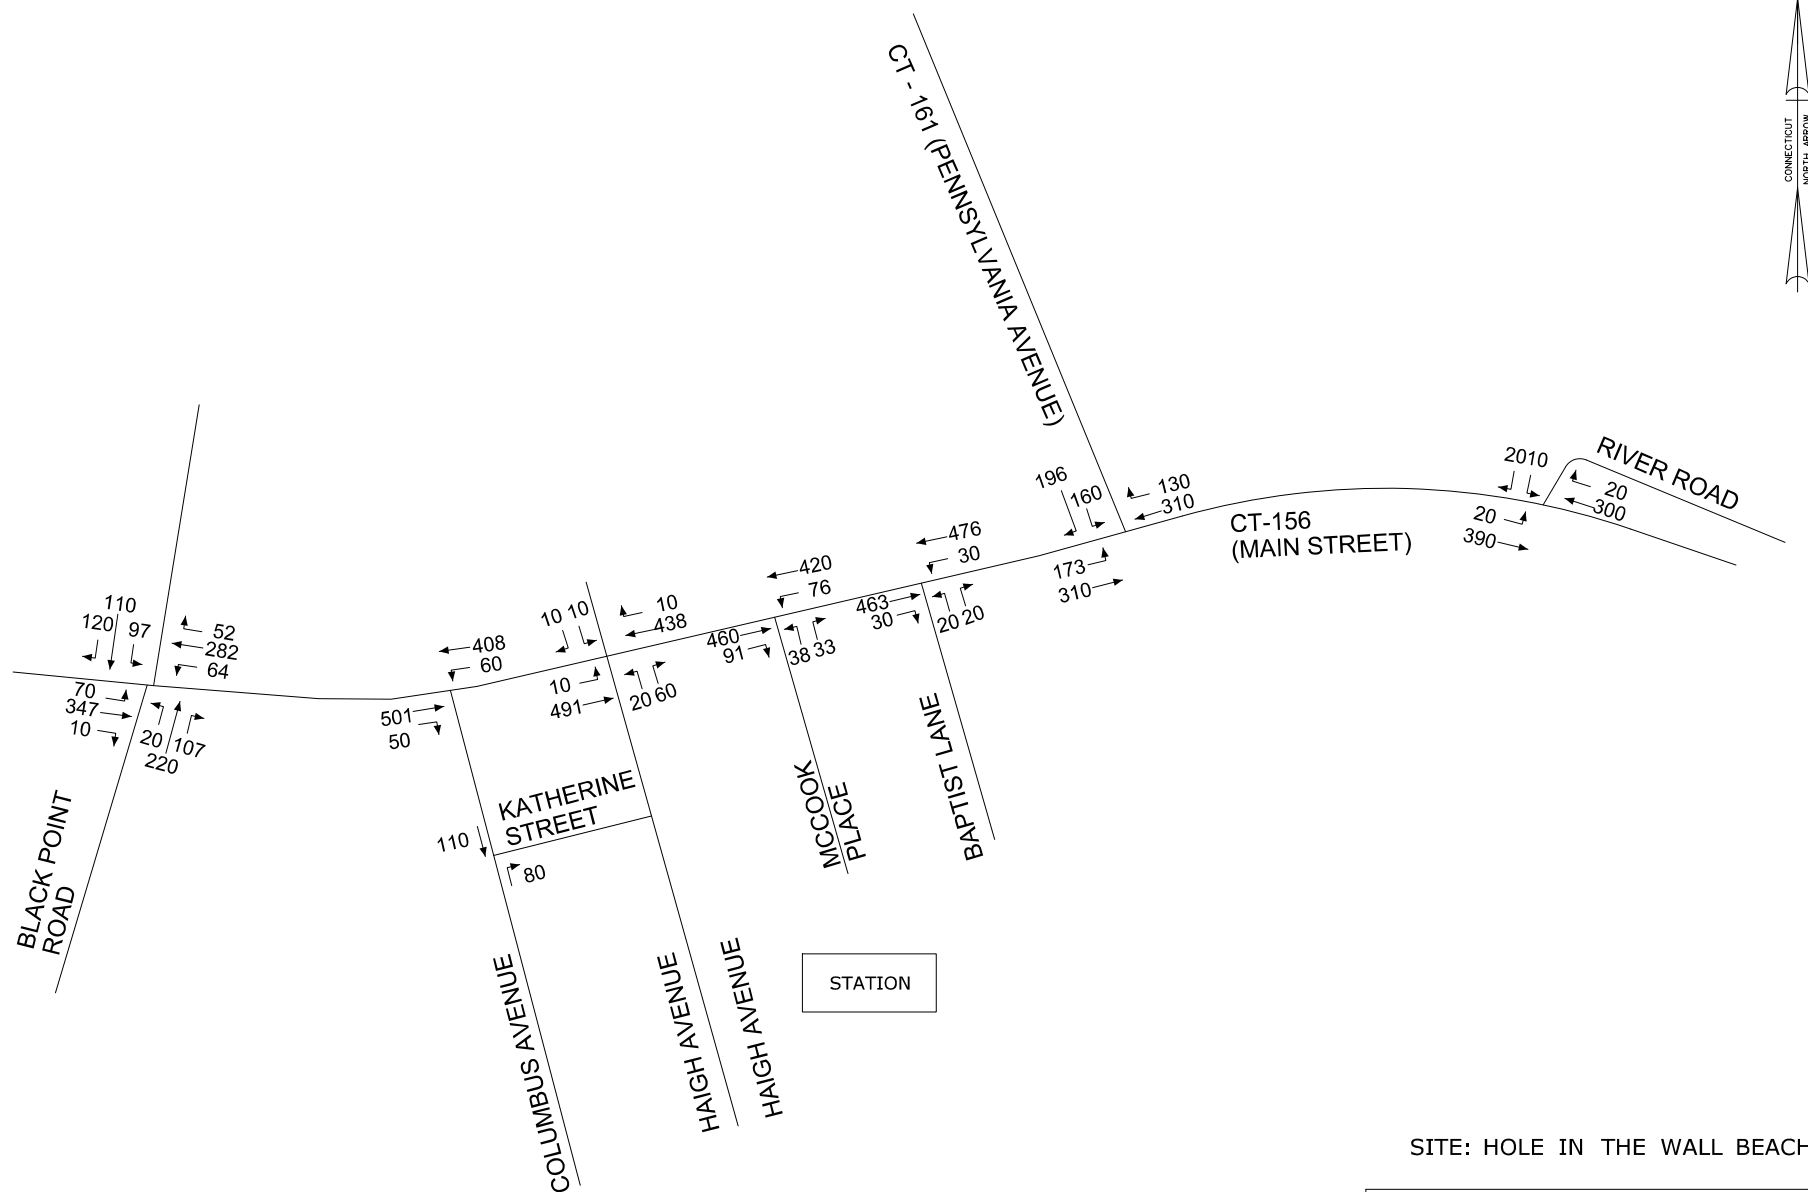 CONNECTICUT
NORTH ARROW
CT - 161 (PENNSYLVANIA AVENUE)
RIVER ROAD
CT-156
(MAIN STREET)
196
160
130
310
173
310
20 10
20
300
20
390
476
30
463
30
20 20
420
76
460
91
38 33
10 10
10
438
10
491
20 60
408
60
501
50
110
120
97
52
282
64
70
347
10
20
220
107
KATHERINE
STREET
110
80
MCCOOK
PLACE
BAPTIST LANE
BLACK POINT
ROAD
COLUMBUS AVENUE
HAIGH AVENUE
HAIGH AVENUE
STATION
SITE: HOLE IN THE WALL BEACH